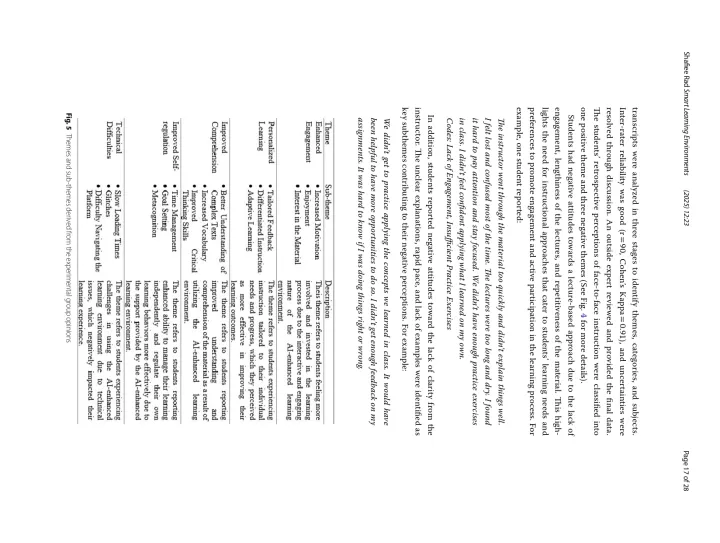 Shafiee Rad Smart Learning Environments (2025) 12:23
Page 17 of 28
transcripts were analyzed in three stages to identify themes, categories, and subjects.
Inter-rater reliability was good (r = 90, Cohen's Kappa = 0.91), and uncertainties were
resolved through discussion. An outside expert reviewed and provided the final data.
The students' retrospective perceptions of face-to-face instruction were classified into
one positive theme and three negative themes (See Fig. 4 for more details).
Students had negative attitudes towards a lecture-based approach due to the lack of
engagement, lengthiness of the lectures, and repetitiveness of the material. This high-
lights the need for instructional approaches that cater to students' learning needs and
preferences to promote engagement and active participation in the learning process. For
example, one student reported:
The instructor went through the material too quickly and didn't explain things well.
I felt lost and confused most of the time. The lectures were too long and dry. I found
it hard to pay attention and stay focused. We didn't have enough practice exercises
in class. I didn't feel confident applying what I learned on my own.
Codes: Lack of Engagement, Insufficient Practice Exercises
In addition, students reported negative attitudes toward the lack of clarity from the
instructor. The unclear explanations, rapid pace, and lack of examples were identified as
key subthemes contributing to their negative perceptions. For example:
We didn't get to practice applying the concepts we learned in class. It would have
been helpful to have more opportunities to do so. I didn't get enough feedback on my
assignments. It was hard to know if I was doing things right or wrong.
Theme Sub-theme Description
Enhanced • Increased Motivation Theis theme refers to students feeling more
Engagement • Enjoyment involved and invested in the learning
• Interest in the Material process due to the interactive and engaging
nature of the AI-enhanced learning
environment.
Personalized • Tailored Feedback The theme refers to students experiencing
Learning • Differentiated Instruction instruction tailored to their individual
• Adaptive Learning needs and progress, which they perceived
as more effective in improving their
learning outcomes.
Improved • Better Understanding of The theme refers to students reporting
Comprehension Complex Texts improved understanding and
• Increased Vocabulary comprehension of the material as a result of
• Improved Critical utilizing the AI-enhanced learning
Thinking Skills environment.
Improved Self- • Time Management The theme refers to students reporting
regulation • Goal Setting enhanced ability to manage their learning
• Metacognition independently and regulate their own
learning behaviors more effectively due to
the support provided by the AI-enhanced
learning environment.
Technical • Slow Loading Times The theme refers to students experiencing
Difficulties • Glitches challenges in using the AI-enhanced
• Difficulty Navigating the learning environment due to technical
Platform issues, which negatively impacted their
learning experience.
Fig. 5 Themes and sub-themes derived from the experimental group opinions